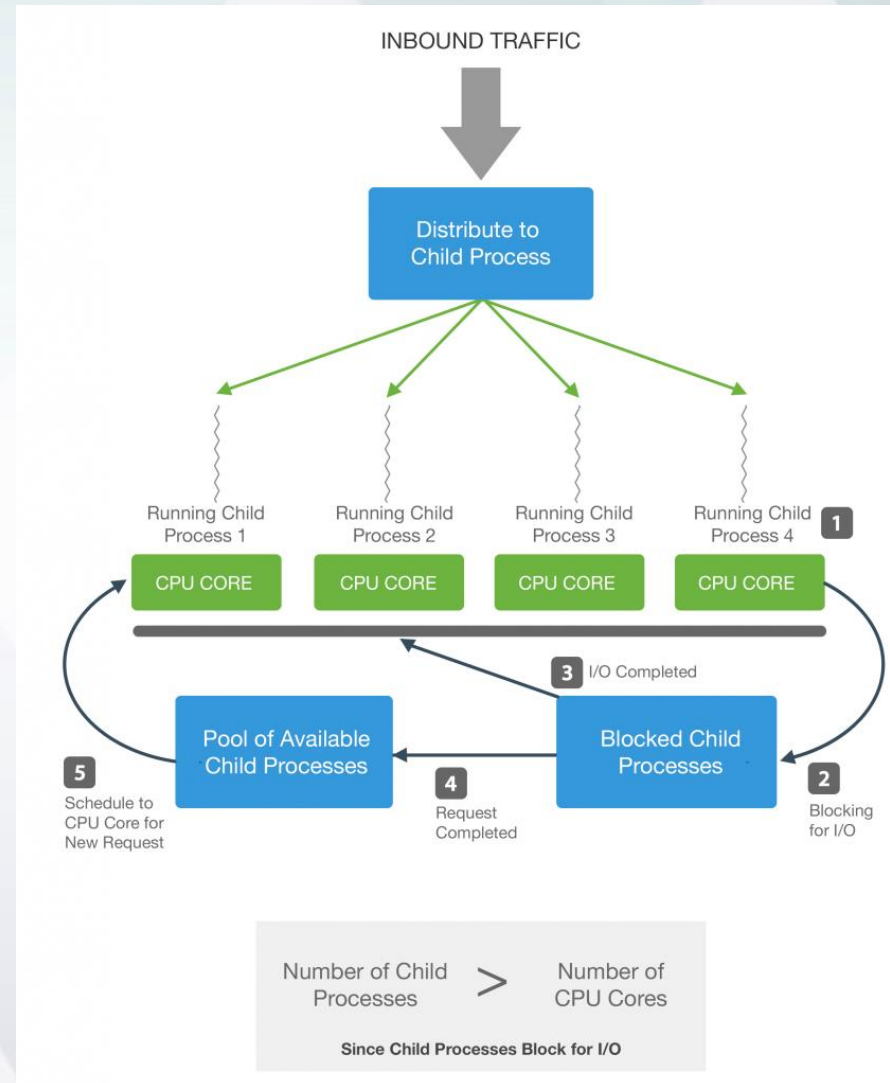 INBOUND TRAFFIC
Distribute to
Child Process
Running Child
Process 1
Running Child
Process 2
Running Child
Process 3
Running Child
Process 4
1
CPU CORE
CPU CORE
CPU CORE
CPU CORE
3 I/O Completed
Pool of Available
Child Processes
Blocked Child
Processes
5
Schedule to
CPU Core for
New Request
4
Request
Completed
2
Blocking
for I/O
Number of Child
Processes
>
Number of
CPU Cores
Since Child Processes Block for I/O